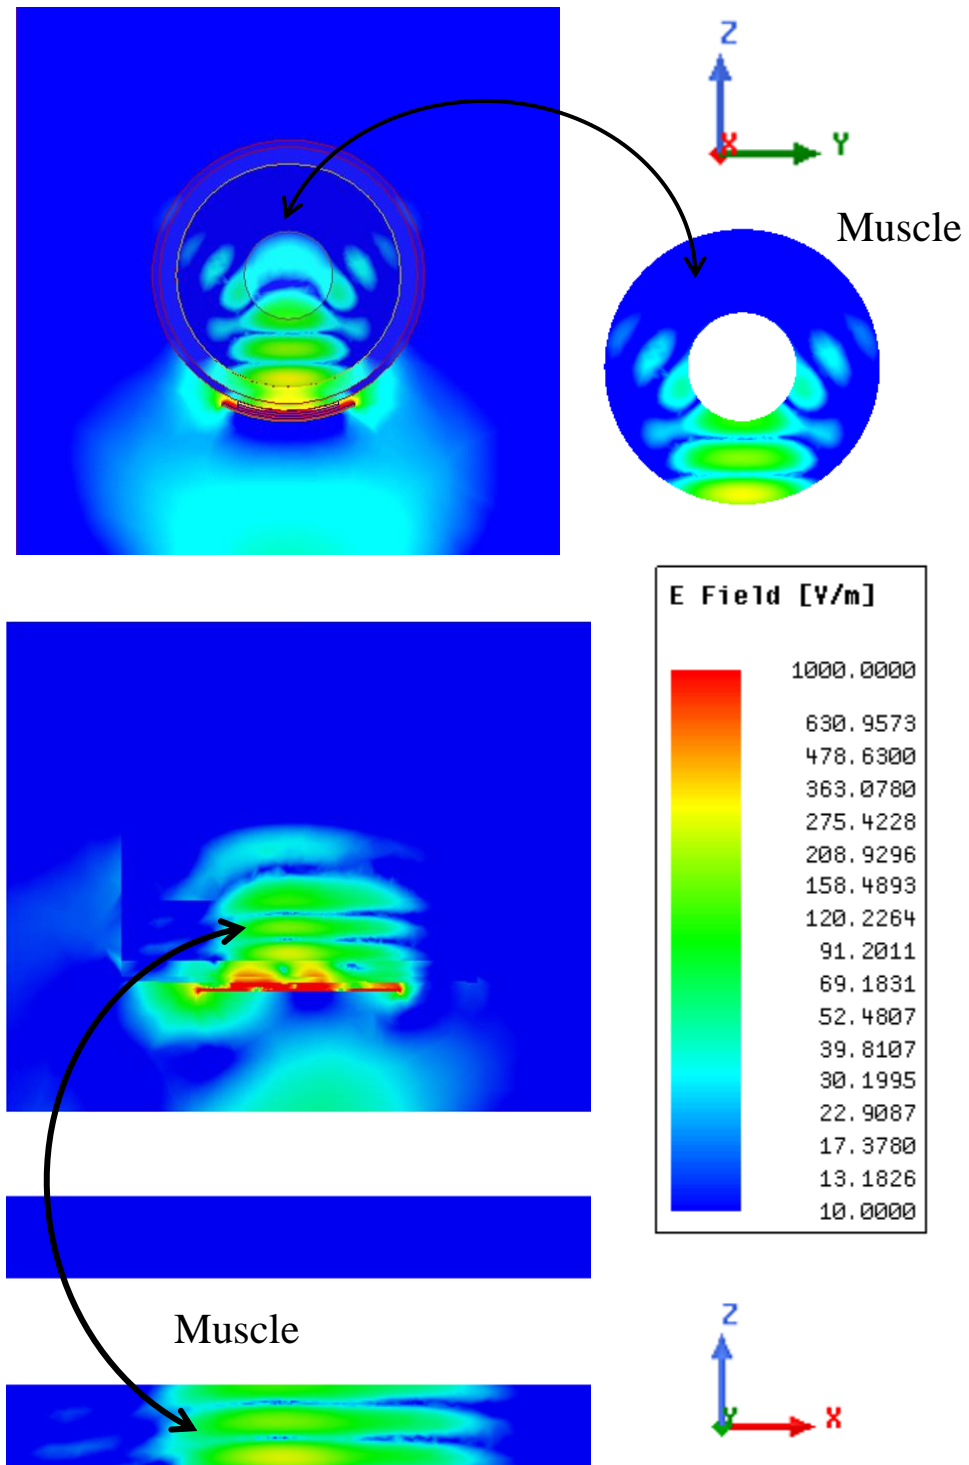 Z
X
Y
Muscle
E Field [V/m]
1000.0000
630.9573
478.6300
363.0780
275.4228
208.9296
158.4893
120.2264
91.2011
69.1831
52.4807
39.8107
30.1995
22.9087
17.3780
13.1826
10.0000
Muscle
Z
Y
X